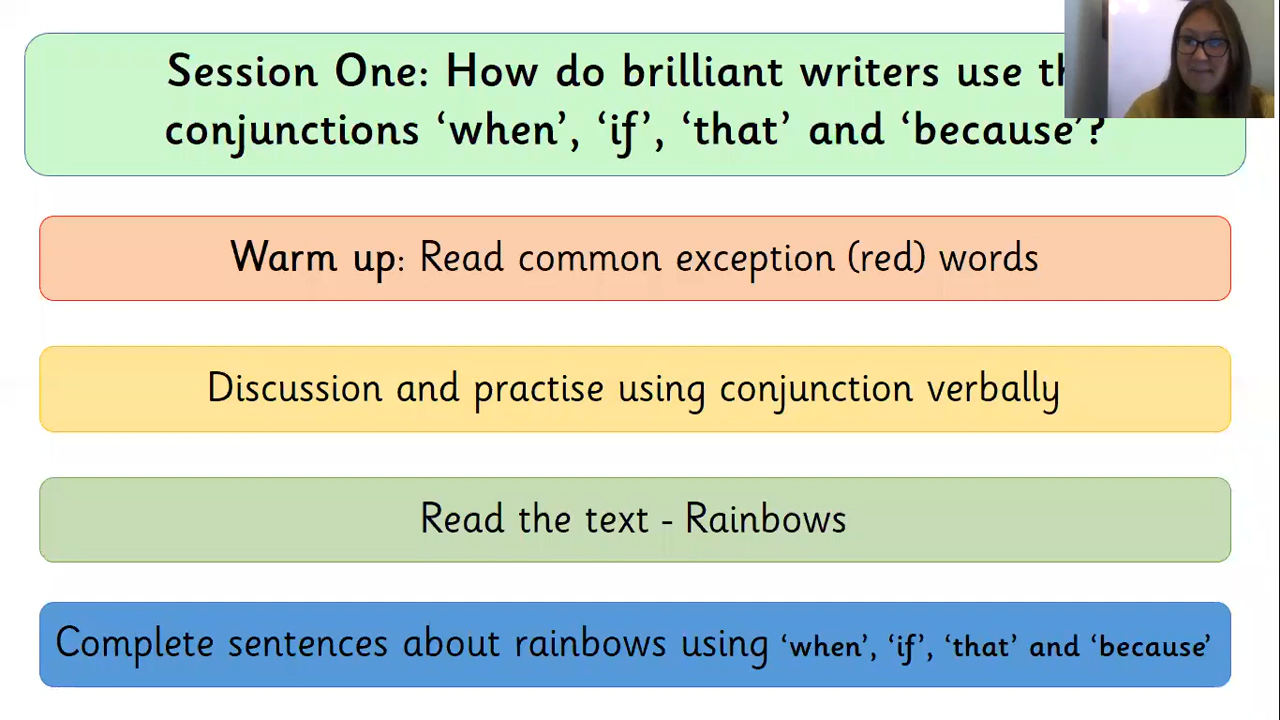 Session One: How do brilliant writers use
conjunctions ‘when’, ‘if’, ‘that’ and ‘because’?
Warm up: Read common exception (red) words
Discussion and practise using conjunction verbally
Read the text - Rainbows
Complete sentences about rainbows using ‘when’, ‘if’, ‘that’ and ‘because’